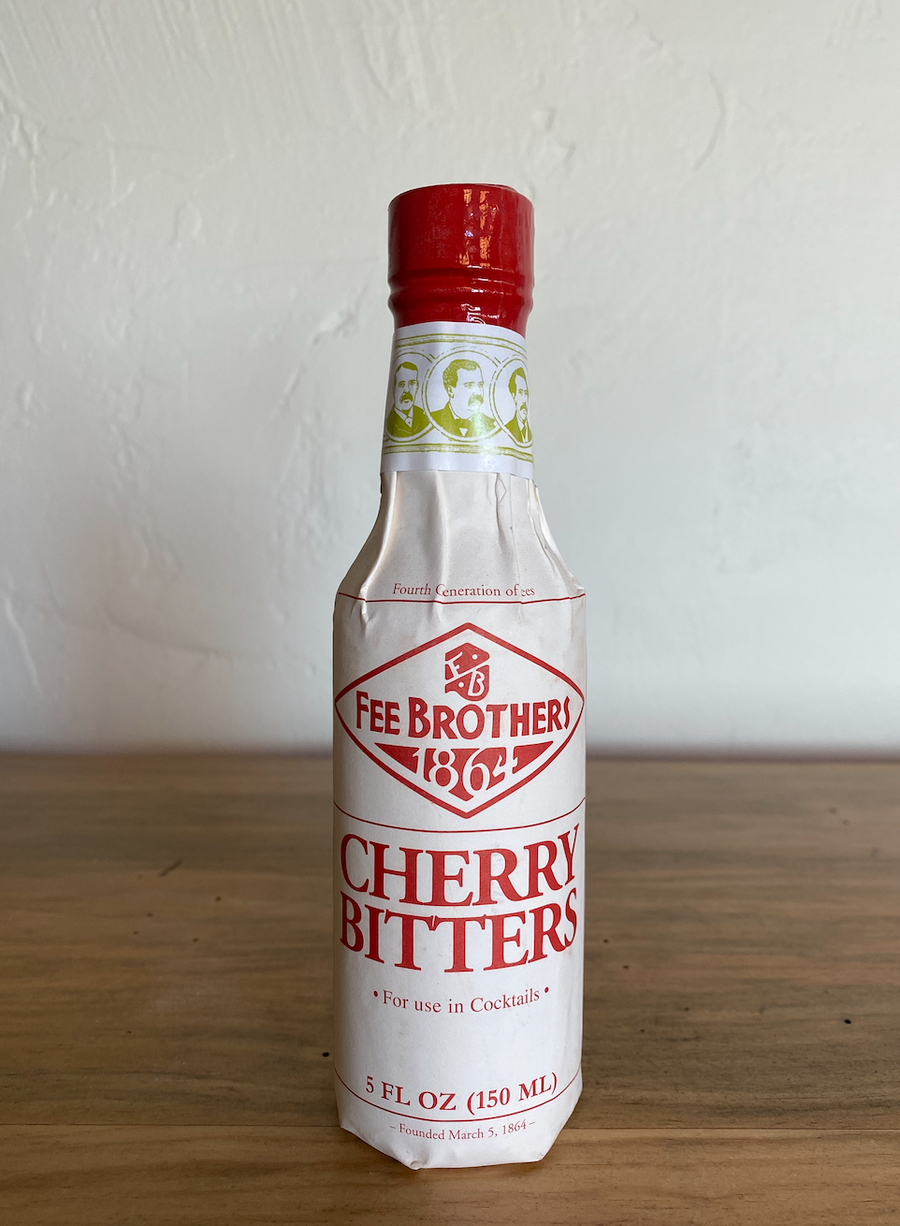 Fourth Generation of Fees
F
B
FEE BROTHERS
1864
CHERRY
BITTERS
• For use in Cocktails •
5 FL OZ (150 ML)
– Founded March 5, 1864 –